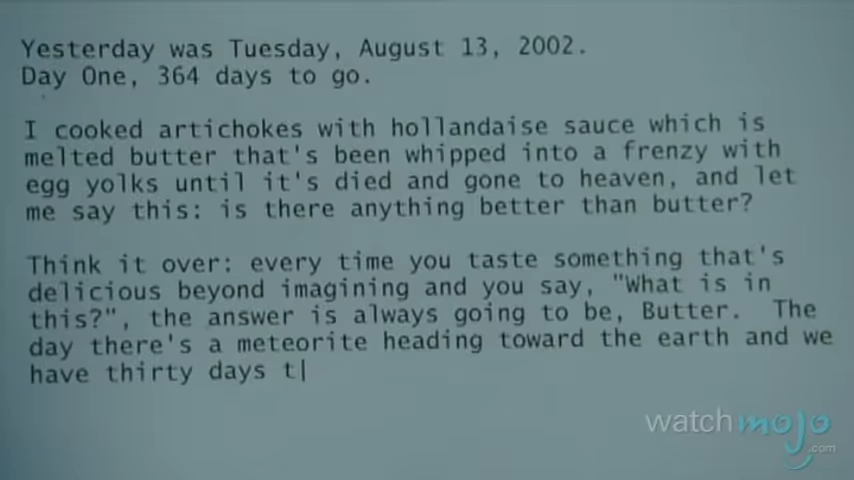 Yesterday was Tuesday, August 13, 2002.
Day One, 364 days to go.
I cooked artichokes with hollandaise sauce which is
melted butter that's been whipped into a frenzy with
egg yolks until it's died and gone to heaven, and let
me say this: is there anything better than butter?
Think it over: every time you taste something that's
delicious beyond imagining and you say, "What is in
this?", the answer is always going to be, Butter. The
day there's a meteorite heading toward the earth and we
have thirty days t
watchmojo
.com